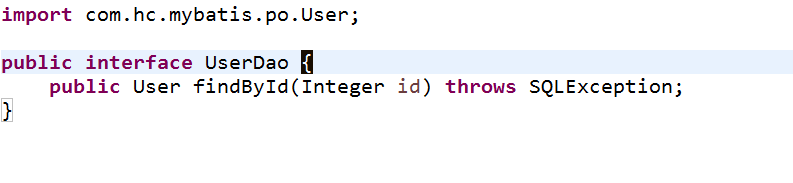 import com.hc.mybatis.po.User;
public interface UserDao {
    public User findById(Integer id) throws SQLException;
}